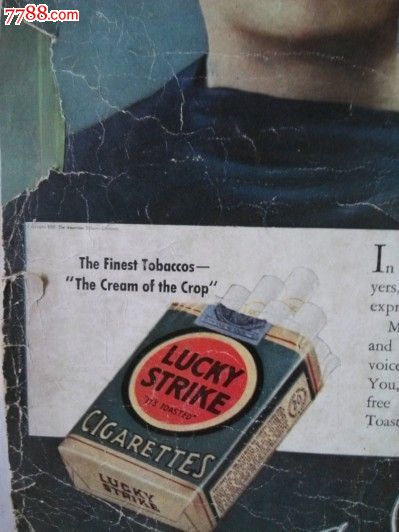 7788.com
The Finest Tobaccos—
"The Cream of the Crop"
LUCKY
STRIKE
"IT'S TOASTED"
CIGARETTES
LUCKY
STRIKE
In
yers,
expr
M
and
voice
You,
free
Toast